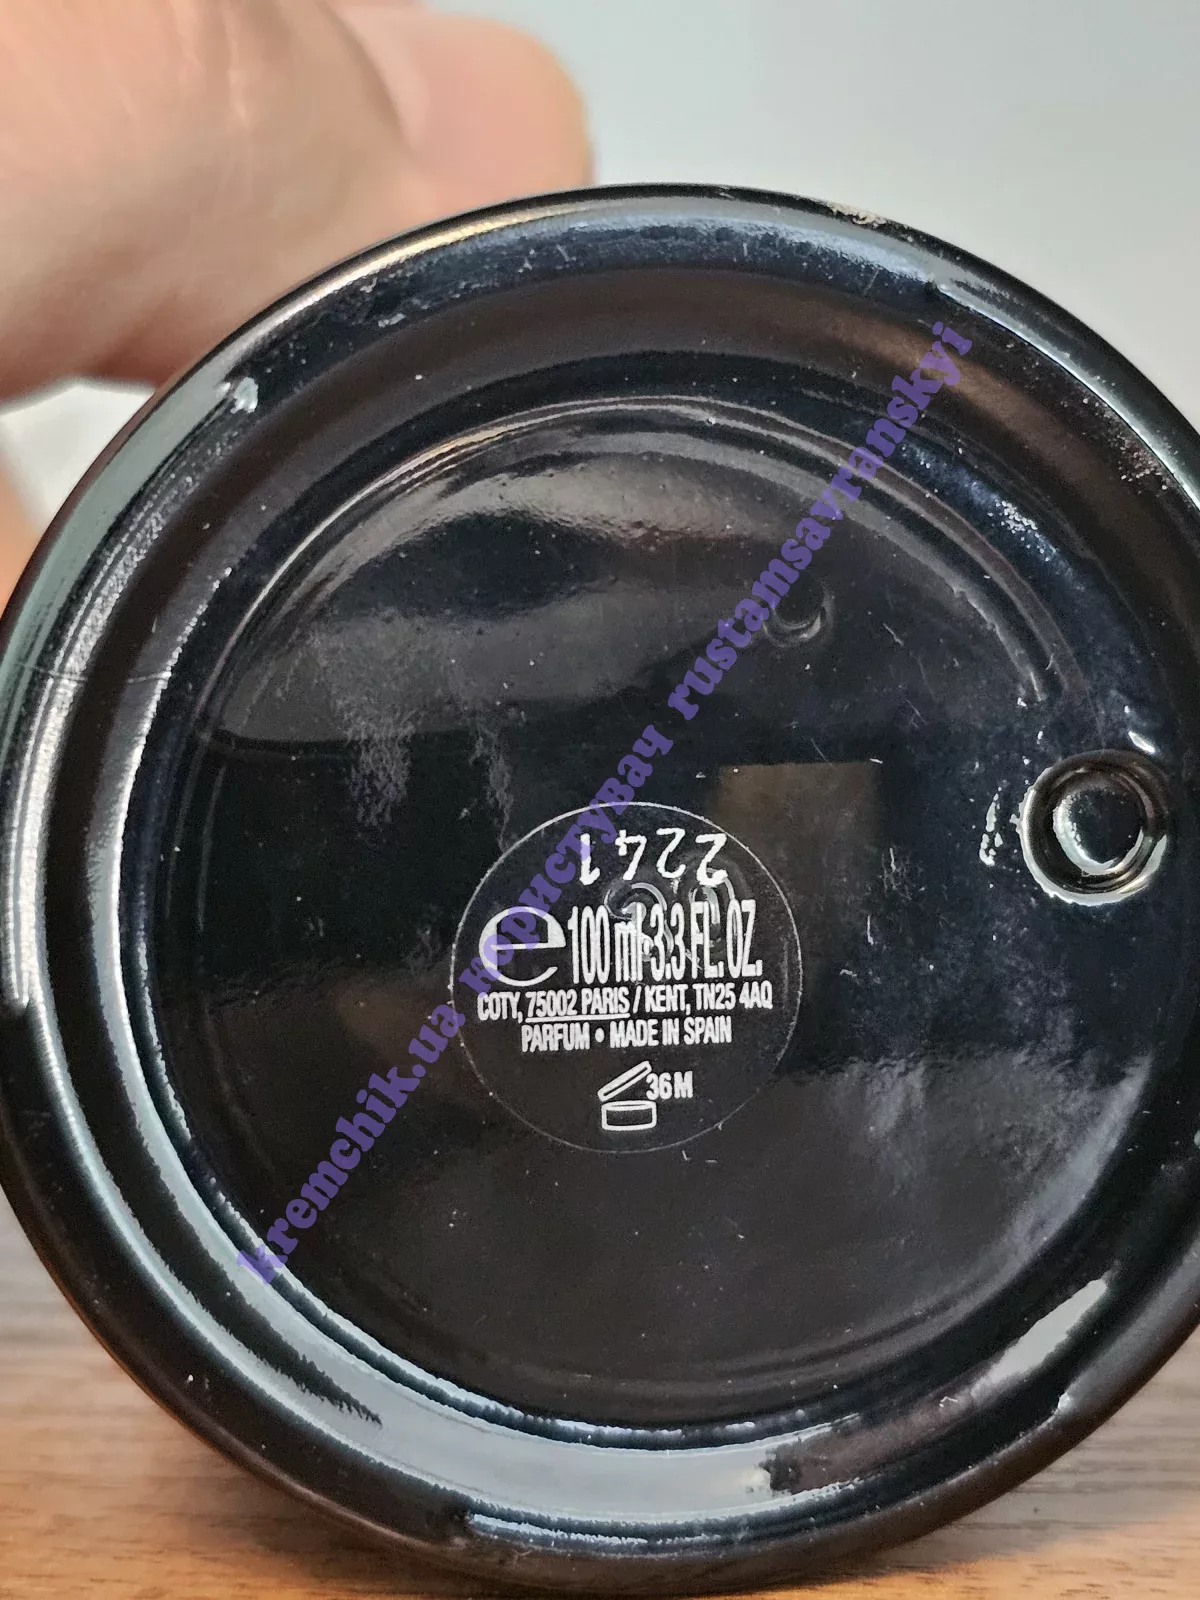 2241
e 100 ml-3.3 FL.OZ.
COTY, 75002 PARIS / KENT, TN25 4AQ
PARFUM • MADE IN SPAIN
36M
kremchik.ua користувач rustamsavranskyi